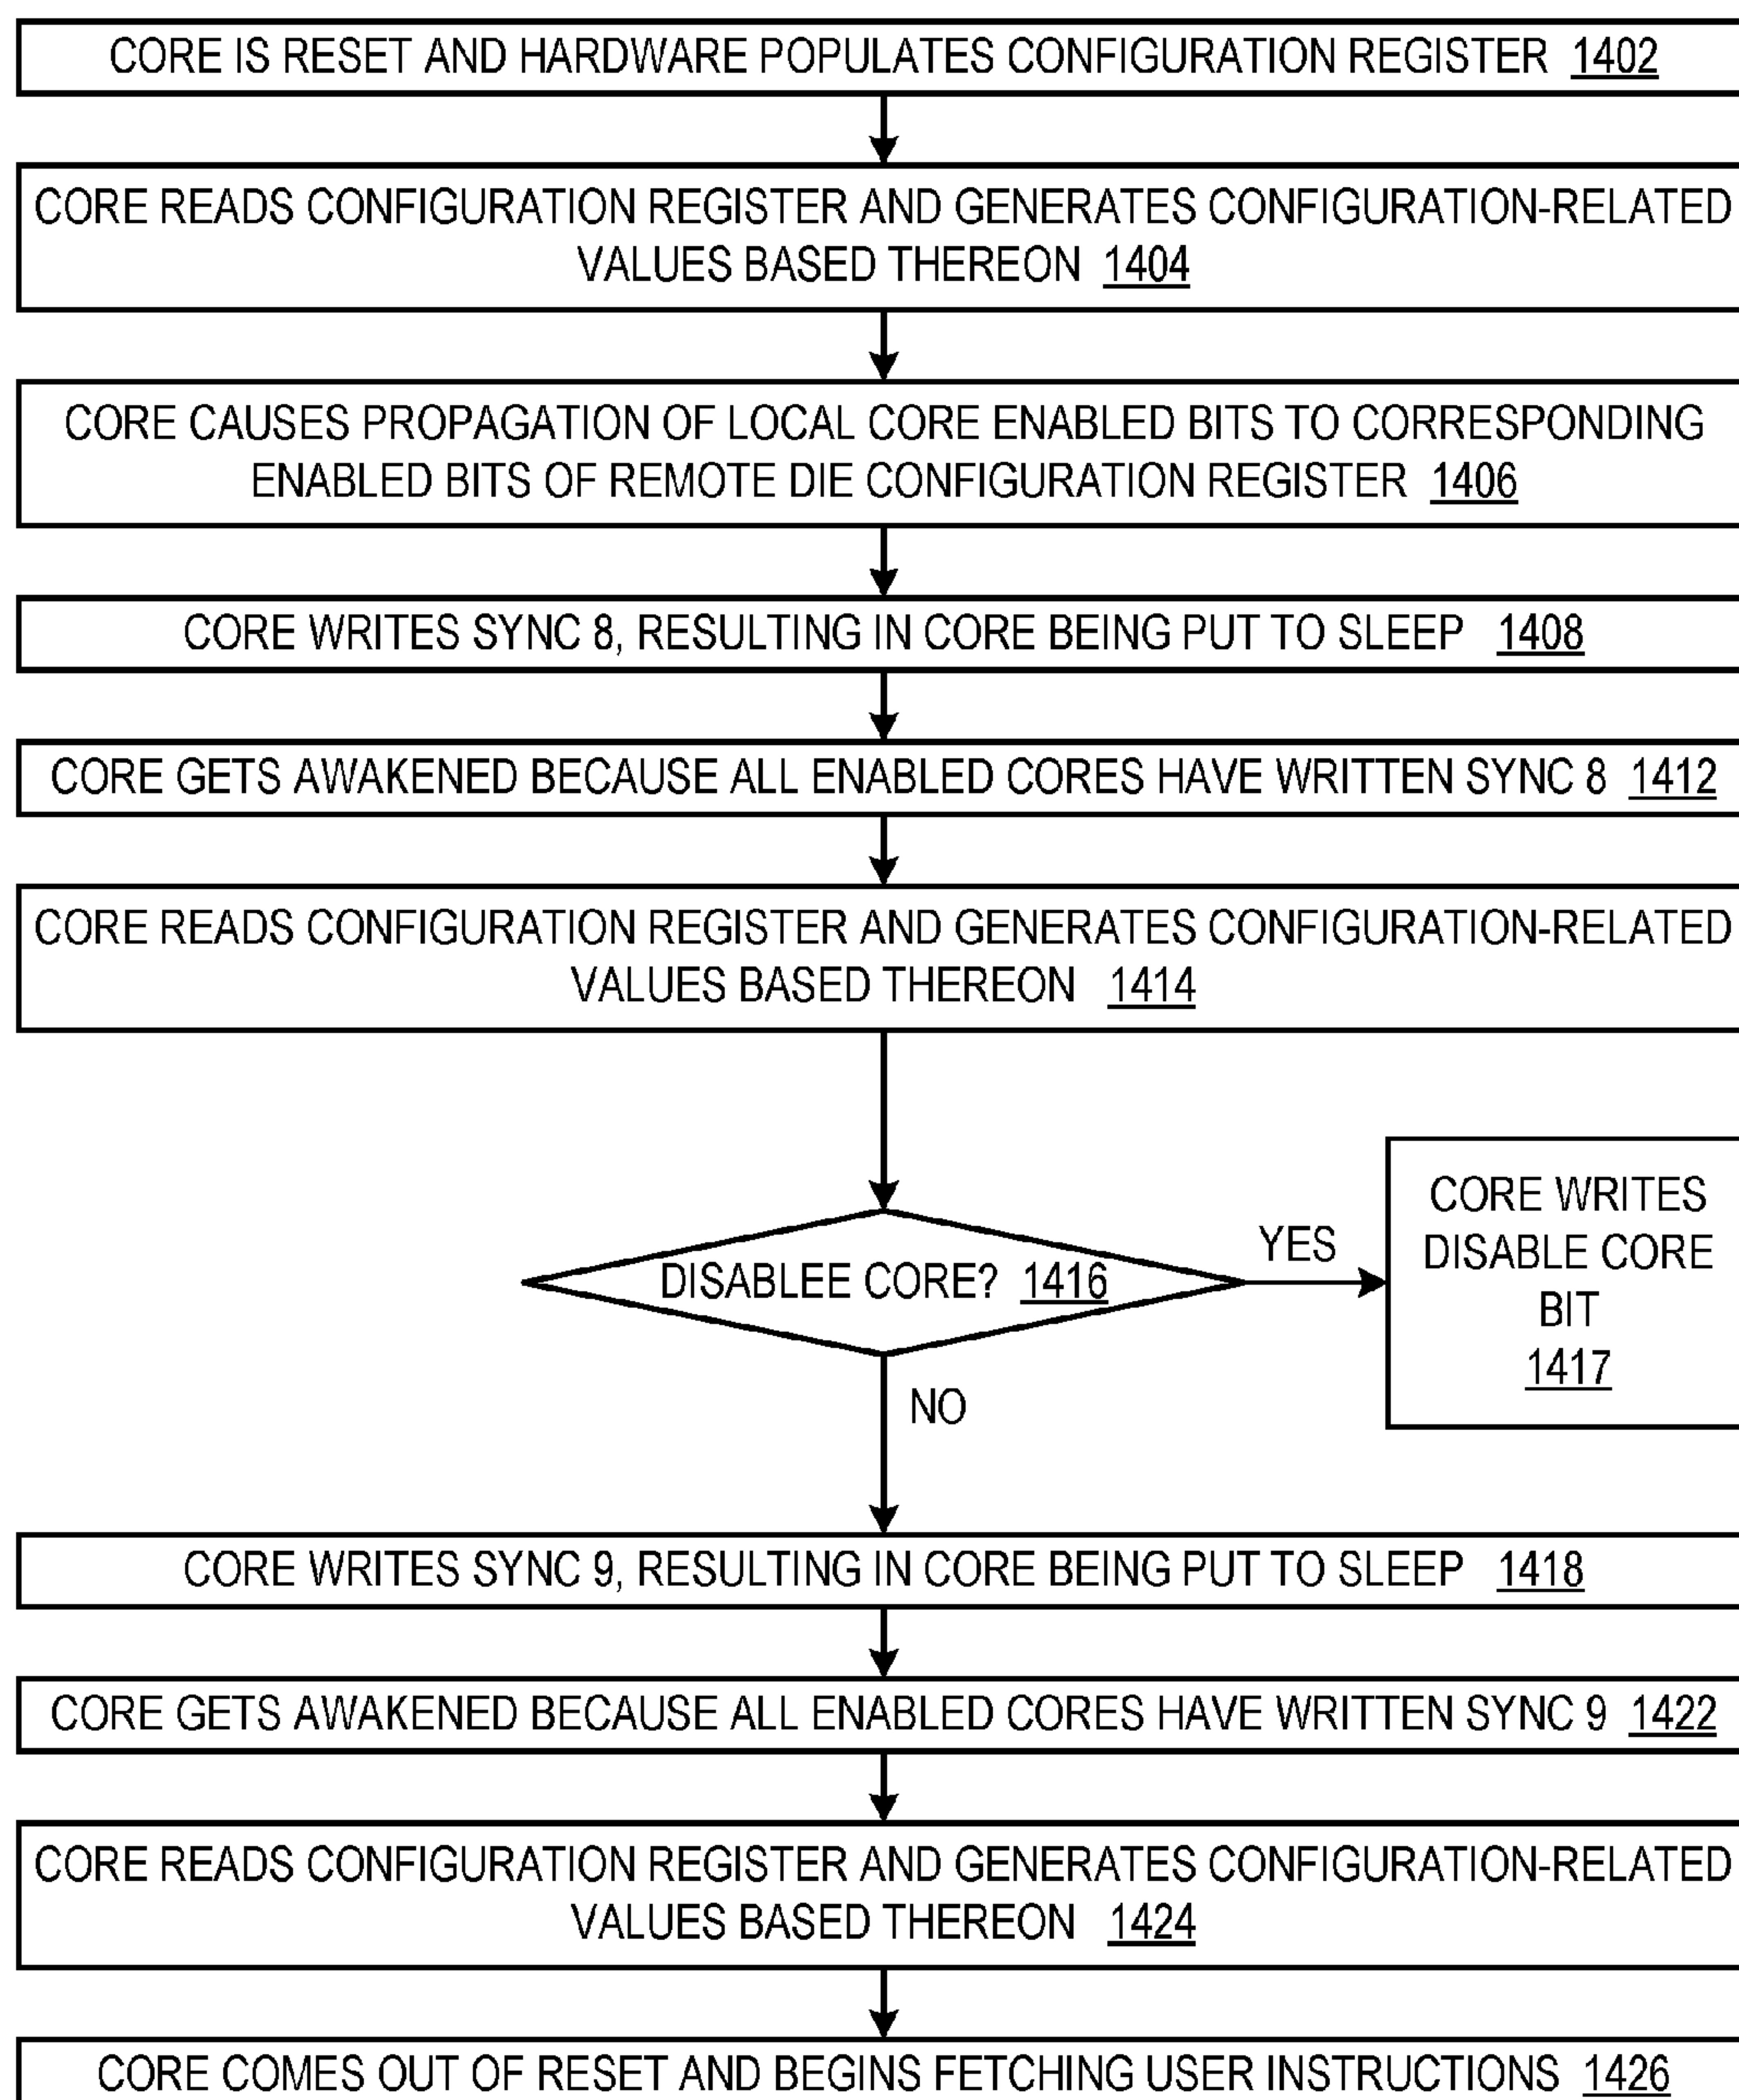 CORE IS RESET AND HARDWARE POPULATES CONFIGURATION REGISTER 1402
CORE READS CONFIGURATION REGISTER AND GENERATES CONFIGURATION-RELATED
VALUES BASED THEREON 1404
CORE CAUSES PROPAGATION OF LOCAL CORE ENABLED BITS TO CORRESPONDING
ENABLED BITS OF REMOTE DIE CONFIGURATION REGISTER 1406
CORE WRITES SYNC 8, RESULTING IN CORE BEING PUT TO SLEEP 1408
CORE GETS AWAKENED BECAUSE ALL ENABLED CORES HAVE WRITTEN SYNC 8 1412
CORE READS CONFIGURATION REGISTER AND GENERATES CONFIGURATION-RELATED
VALUES BASED THEREON 1414
DISABLEE CORE? 1416
YES
CORE WRITES
DISABLE CORE
BIT
1417
NO
CORE WRITES SYNC 9, RESULTING IN CORE BEING PUT TO SLEEP 1418
CORE GETS AWAKENED BECAUSE ALL ENABLED CORES HAVE WRITTEN SYNC 9 1422
CORE READS CONFIGURATION REGISTER AND GENERATES CONFIGURATION-RELATED
VALUES BASED THEREON 1424
CORE COMES OUT OF RESET AND BEGINS FETCHING USER INSTRUCTIONS 1426